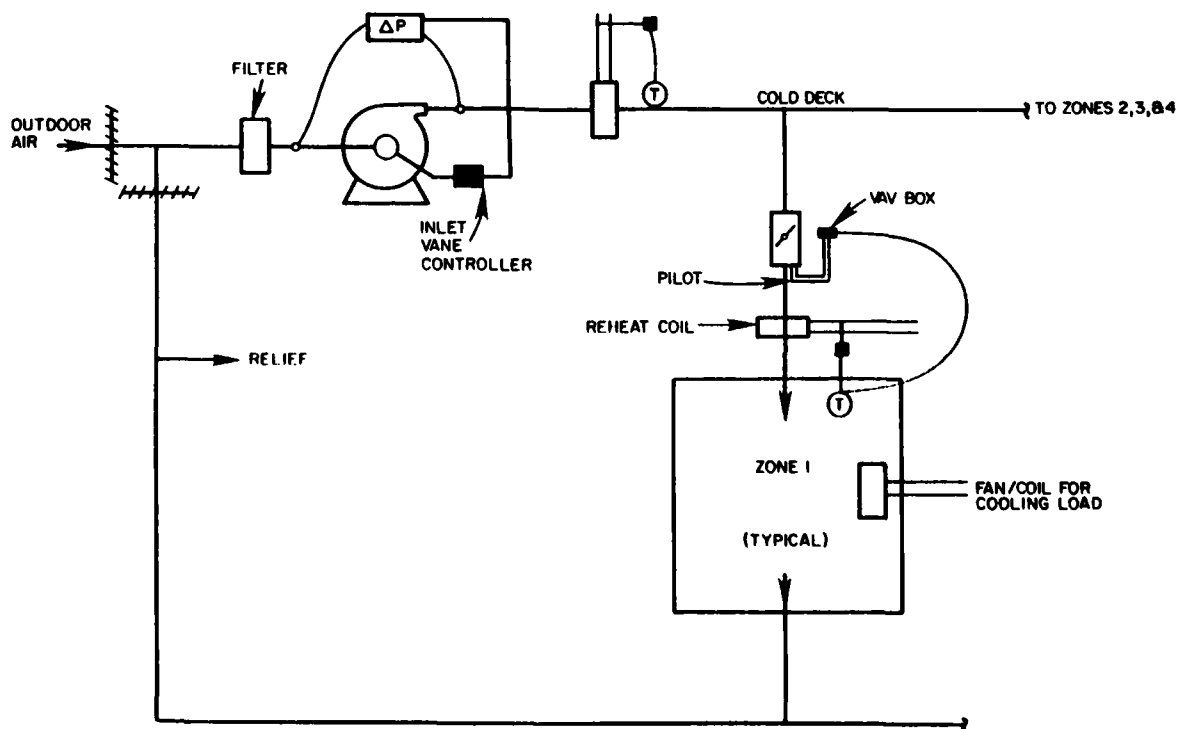 ΔP
FILTER
OUTDOOR
AIR
T
COLD DECK
TO ZONES 2,3,&4
INLET
VANE
CONTROLLER
VAV BOX
PILOT
REHEAT COIL
RELIEF
T
ZONE I
FAN/COIL FOR
COOLING LOAD
(TYPICAL)